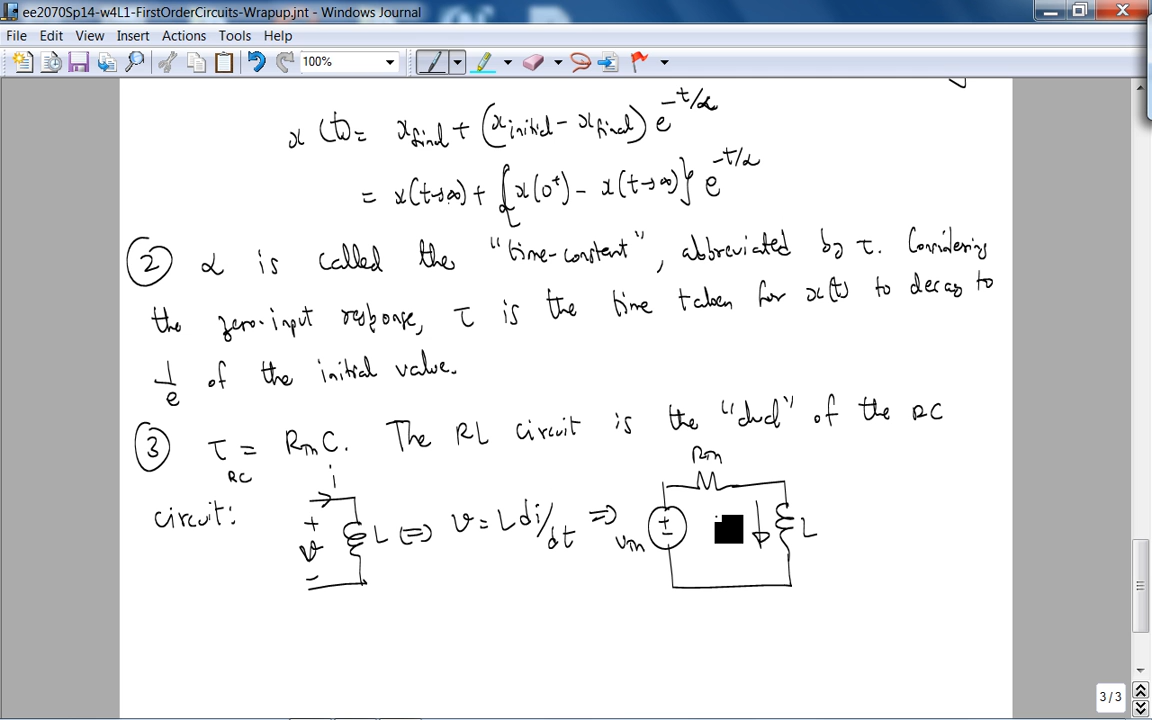 ee2070Sp14-w4L1-FirstOrderCircuits-Wrapup.jnt - Windows Journal
File Edit View Insert Actions Tools Help
100%
x(t) = x_final + (x_initial - x_final) e^{-t/α}
= x(t→∞) + {x(0⁺) - x(t→∞)} e^{-t/α}
② α is called the "time-constant", abbreviated by τ. Considering
the zero-input response, τ is the time taken for x(t) to decay to
1/e of the initial value.
③ τ_RC = R_Th C. The RL circuit is the "dual" of the RC
circuit:
i
+ v - L ⇔ v = L di/dt ⇒ v_Th + - R_Th L
3 / 3